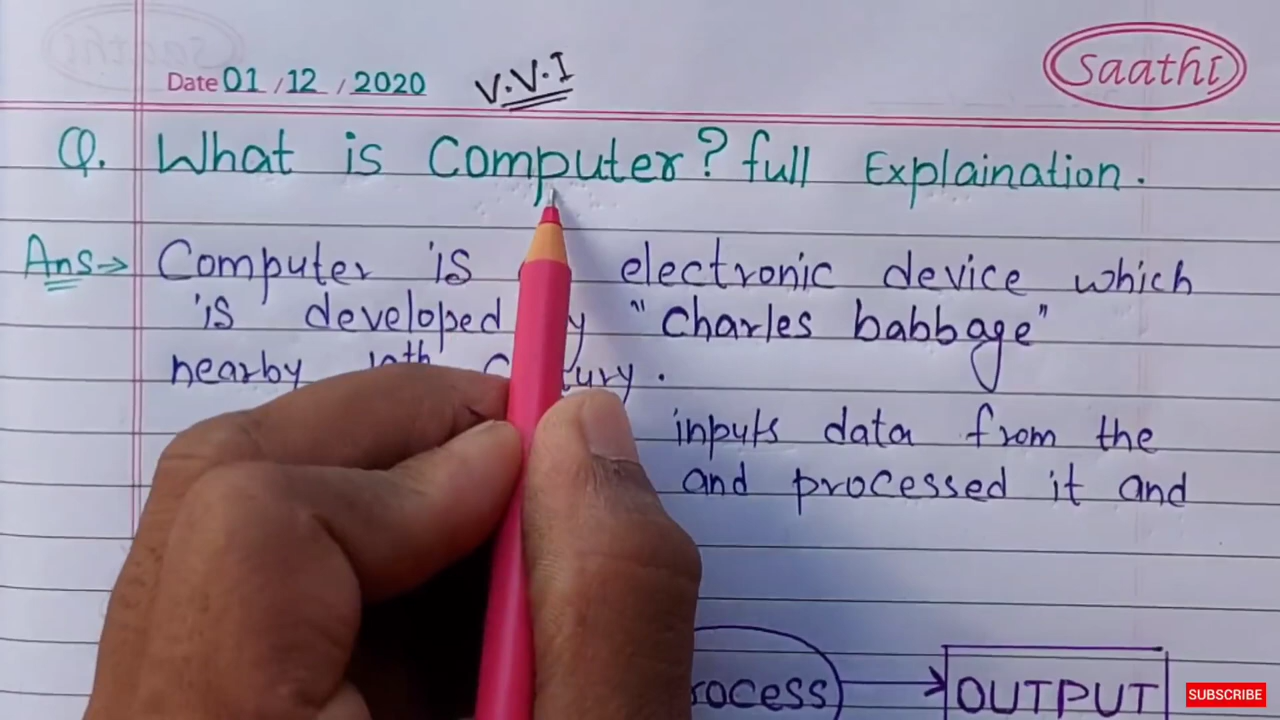 Saathi
Date 01/12/2020 V.V.I
Q. What is Computer? full Explaination.
Ans→ Computer is electronic device which
is developed "Charles babbage"
nearby
inputs data from the
and processed it and
OUTPUT
SUBSCRIBE